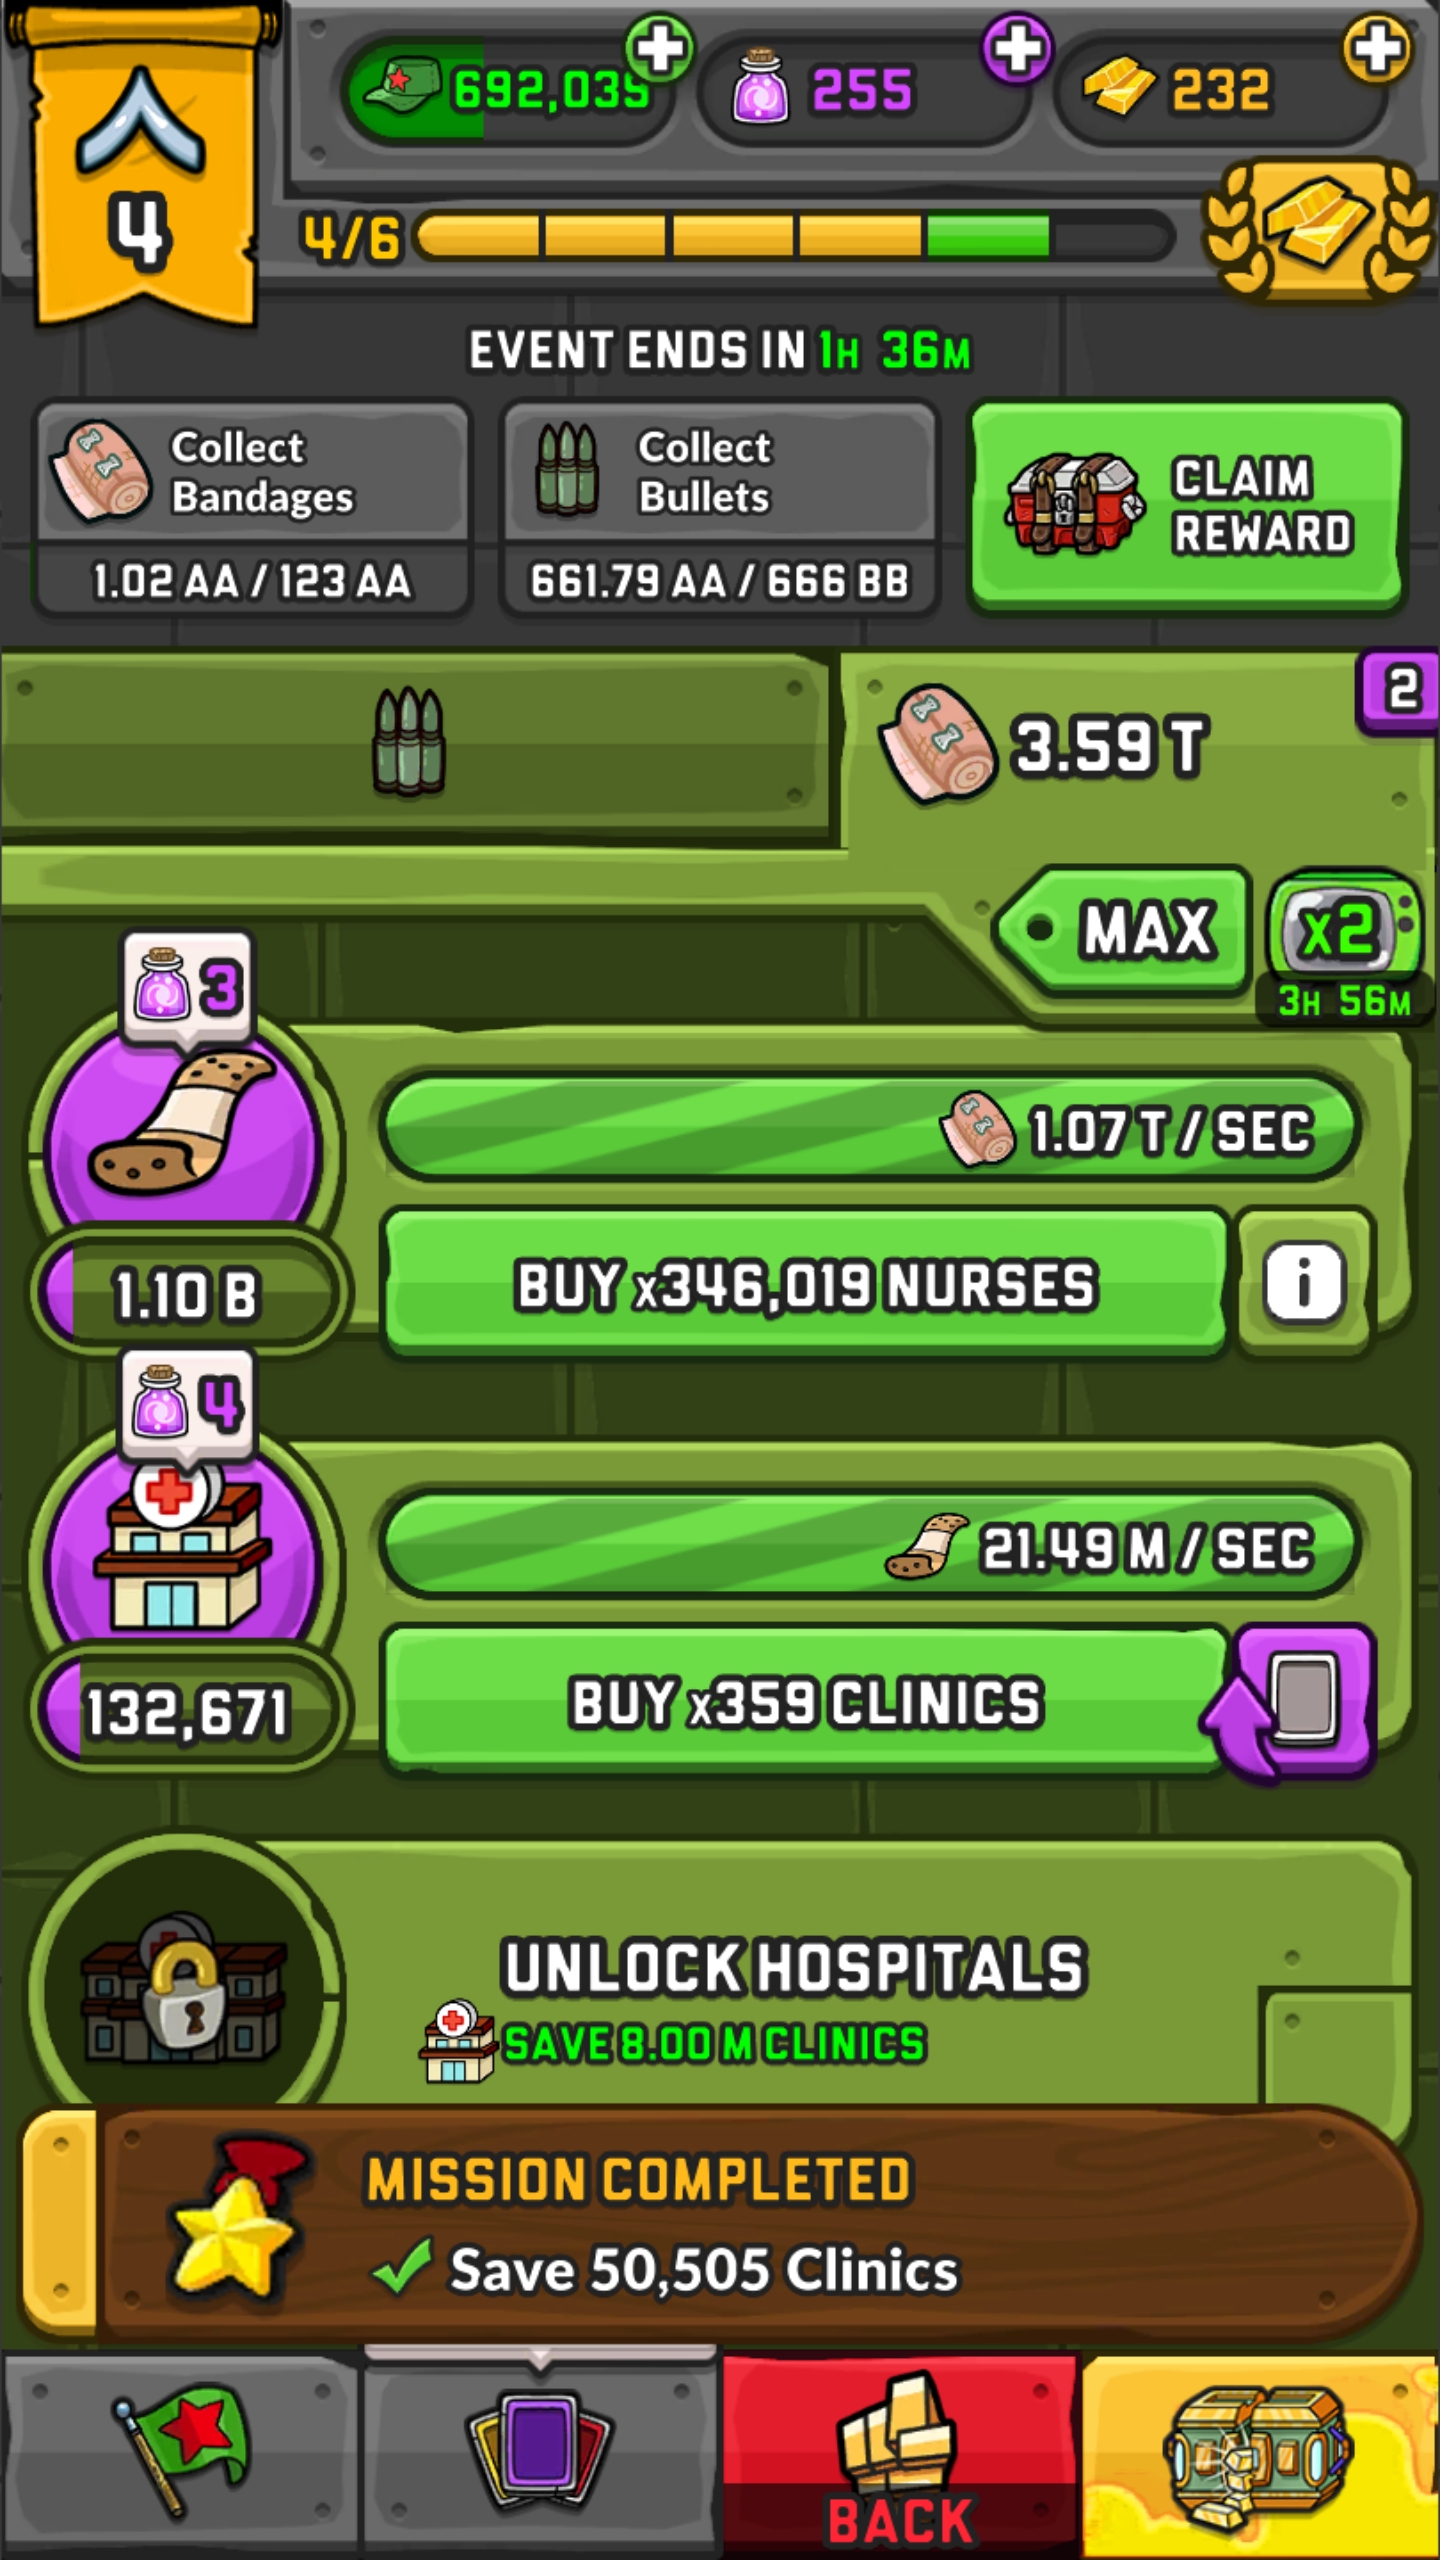 692,039
255
232
4
4/6
EVENT ENDS IN 1H 36M
Collect
Bandages
1.02 AA / 123 AA
Collect
Bullets
661.79 AA / 666 BB
CLAIM
REWARD
3.59 T
2
MAX
x2
3H 56M
3
1.07 T / SEC
1.10 B
BUY x346,019 NURSES
i
4
21.49 M / SEC
132,671
BUY x359 CLINICS
UNLOCK HOSPITALS
SAVE 8.00 M CLINICS
MISSION COMPLETED
Save 50,505 Clinics
BACK